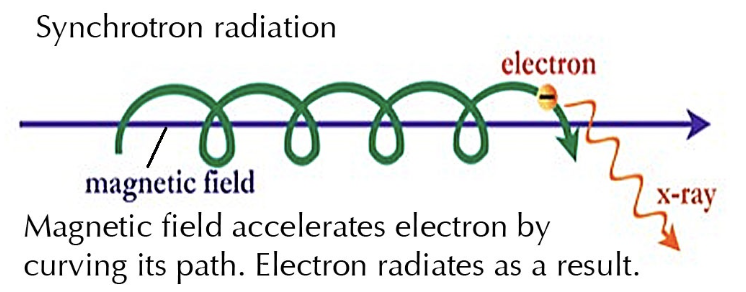 Synchrotron radiation
electron
magnetic field
x-ray
Magnetic field accelerates electron by
curving its path. Electron radiates as a result.